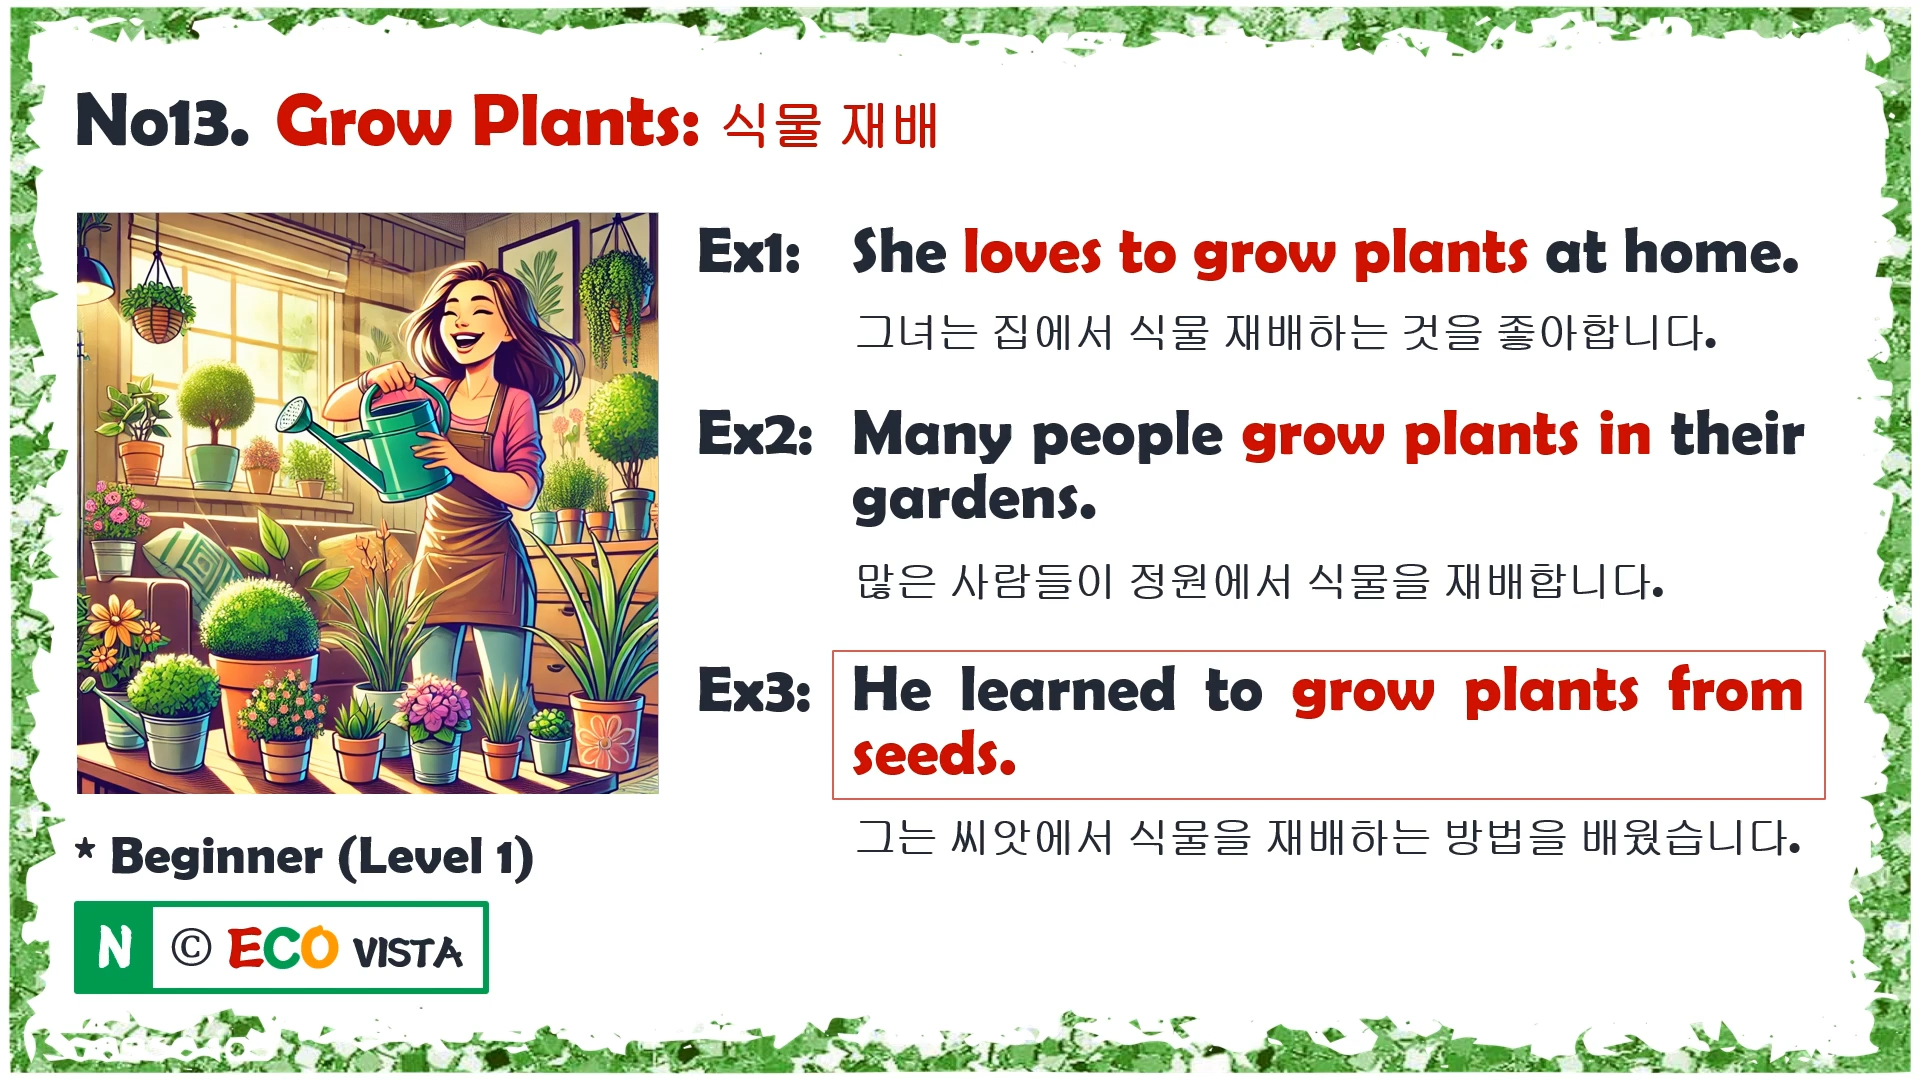 No13. Grow Plants: 식물 재배
Ex1: She loves to grow plants at home.
그녀는 집에서 식물 재배하는 것을 좋아합니다.
Ex2: Many people grow plants in their
gardens.
많은 사람들이 정원에서 식물을 재배합니다.
Ex3: He learned to grow plants from
seeds.
그는 씨앗에서 식물을 재배하는 방법을 배웠습니다.
* Beginner (Level 1)
N © ECO VISTA